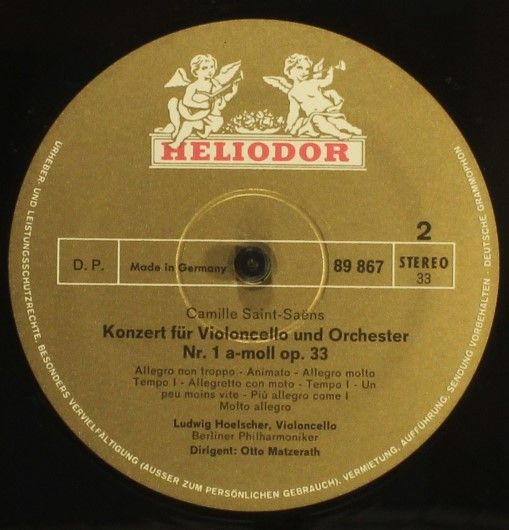 HELIODOR
2
D. P.
Made in Germany
89 867
STEREO
33
Camille Saint-Saëns
Konzert für Violoncello und Orchester
Nr. 1 a-moll op. 33
Allegro non troppo - Animato - Allegro molto
Tempo I - Allegretto con moto - Tempo I - Un
peu moins vite - Più allegro come I
Molto allegro
Ludwig Hoelscher, Violoncello
Berliner Philharmoniker
Dirigent: Otto Matzerath
URHEBER- UND LEISTUNGSSCHUTZRECHTE, BESONDERS VERVIELFÄLTIGUNG (AUSSER ZUM PERSÖNLICHEN GEBRAUCH), VERMIETUNG, AUFFÜHRUNG, SENDUNG VORBEHALTEN - DEUTSCHE GRAMMOPHON